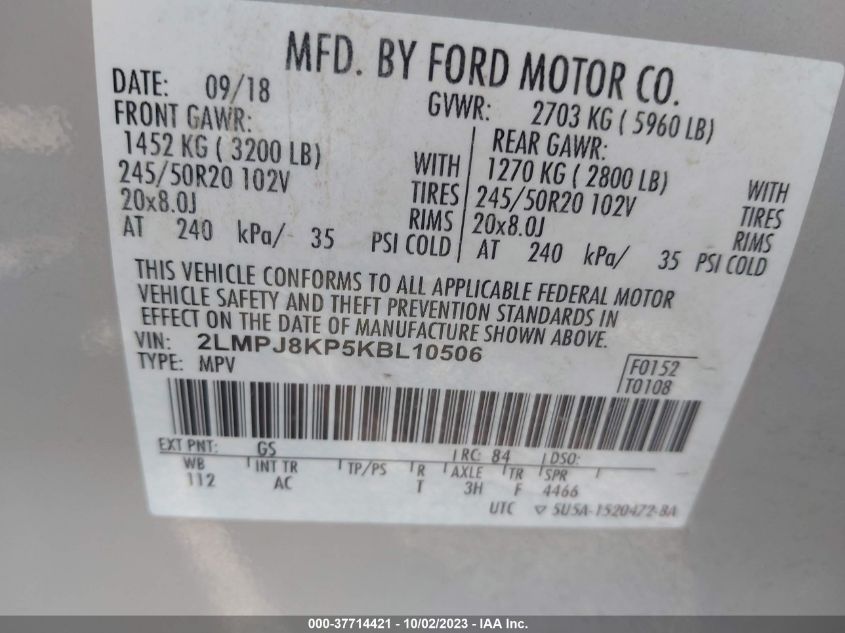 MFD. BY FORD MOTOR CO.
DATE: 09/18 GVWR: 2703 KG ( 5960 LB)
FRONT GAWR: REAR GAWR:
1452 KG ( 3200 LB) WITH 1270 KG ( 2800 LB) WITH
245/50R20 102V TIRES 245/50R20 102V TIRES
20x8.0J RIMS 20x8.0J RIMS
AT 240 kPa/ 35 PSI COLD AT 240 kPa/ 35 PSI COLD
THIS VEHICLE CONFORMS TO ALL APPLICABLE FEDERAL MOTOR
VEHICLE SAFETY AND THEFT PREVENTION STANDARDS IN
EFFECT ON THE DATE OF MANUFACTURE SHOWN ABOVE.
VIN: 2LMPJ8KP5KBL10506
TYPE: MPV F0152
T0108
EXT PNT: GS RC: 84 DSO:
WB INT TR TP/PS R AXLE TR SPR
112 AC T 3H F 4466
UTC ▽ 5U5A-1520472-BA
000-37714421 - 10/02/2023 - IAA Inc.